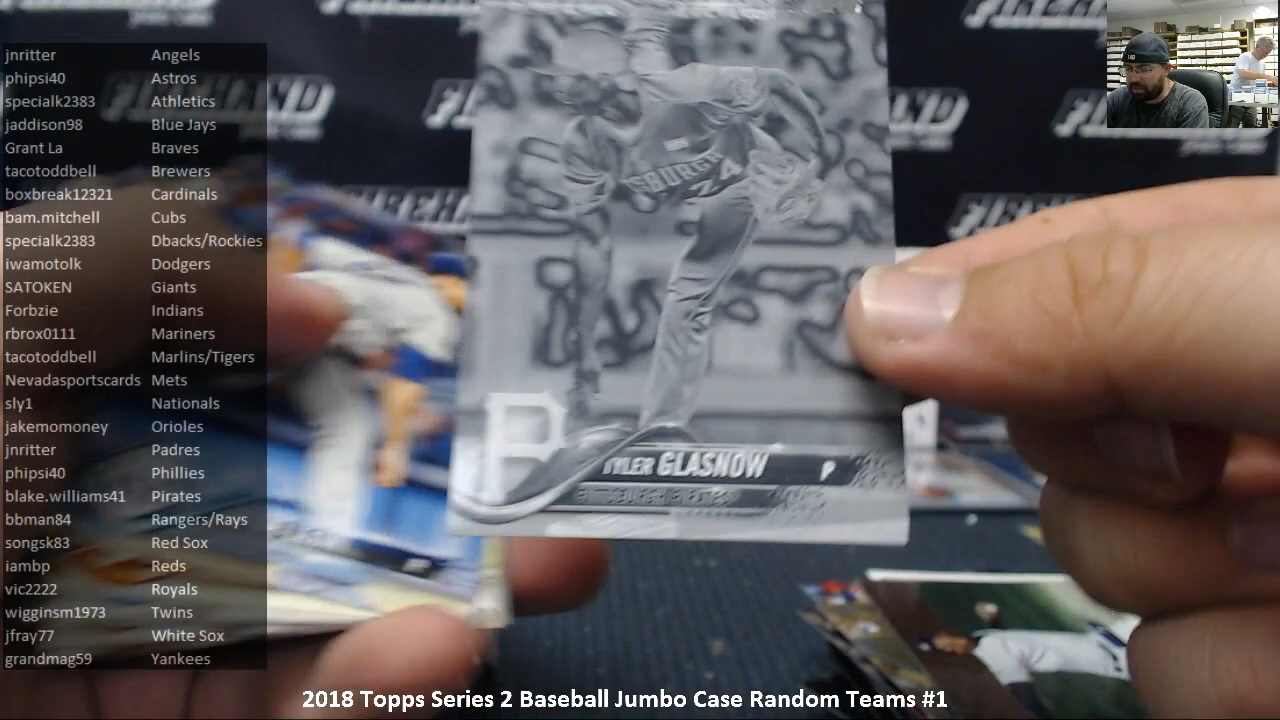 jnritter Angels
phipsi40 Astros
specialk2383 Athletics
jaddison98 Blue Jays
Grant La Braves
tacotoddbell Brewers
boxbreak12321 Cardinals
bam.mitchell Cubs
specialk2383 Dbacks/Rockies
iwamotolk Dodgers
SATOKEN Giants
Forbzie Indians
rbrox0111 Mariners
tacotoddbell Marlins/Tigers
Nevadasportscards Mets
sly1 Nationals
jakemomoney Orioles
jnritter Padres
phipsi40 Phillies
blake.williams41 Pirates
bbman84 Rangers/Rays
songsk83 Red Sox
iambp Reds
vic2222 Royals
wigginsm1973 Twins
jfray77 White Sox
grandmag59 Yankees
24
P
TYLER GLASNOW P
2018 Topps Series 2 Baseball Jumbo Case Random Teams #1